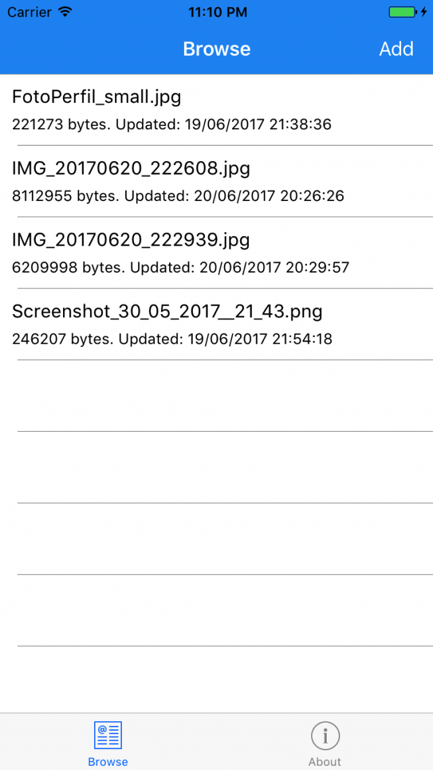 Carrier 11:10 PM
Browse Add
FotoPerfil_small.jpg
221273 bytes. Updated: 19/06/2017 21:38:36
IMG_20170620_222608.jpg
8112955 bytes. Updated: 20/06/2017 20:26:26
IMG_20170620_222939.jpg
6209998 bytes. Updated: 20/06/2017 20:29:57
Screenshot_30_05_2017__21_43.png
246207 bytes. Updated: 19/06/2017 21:54:18
Browse About